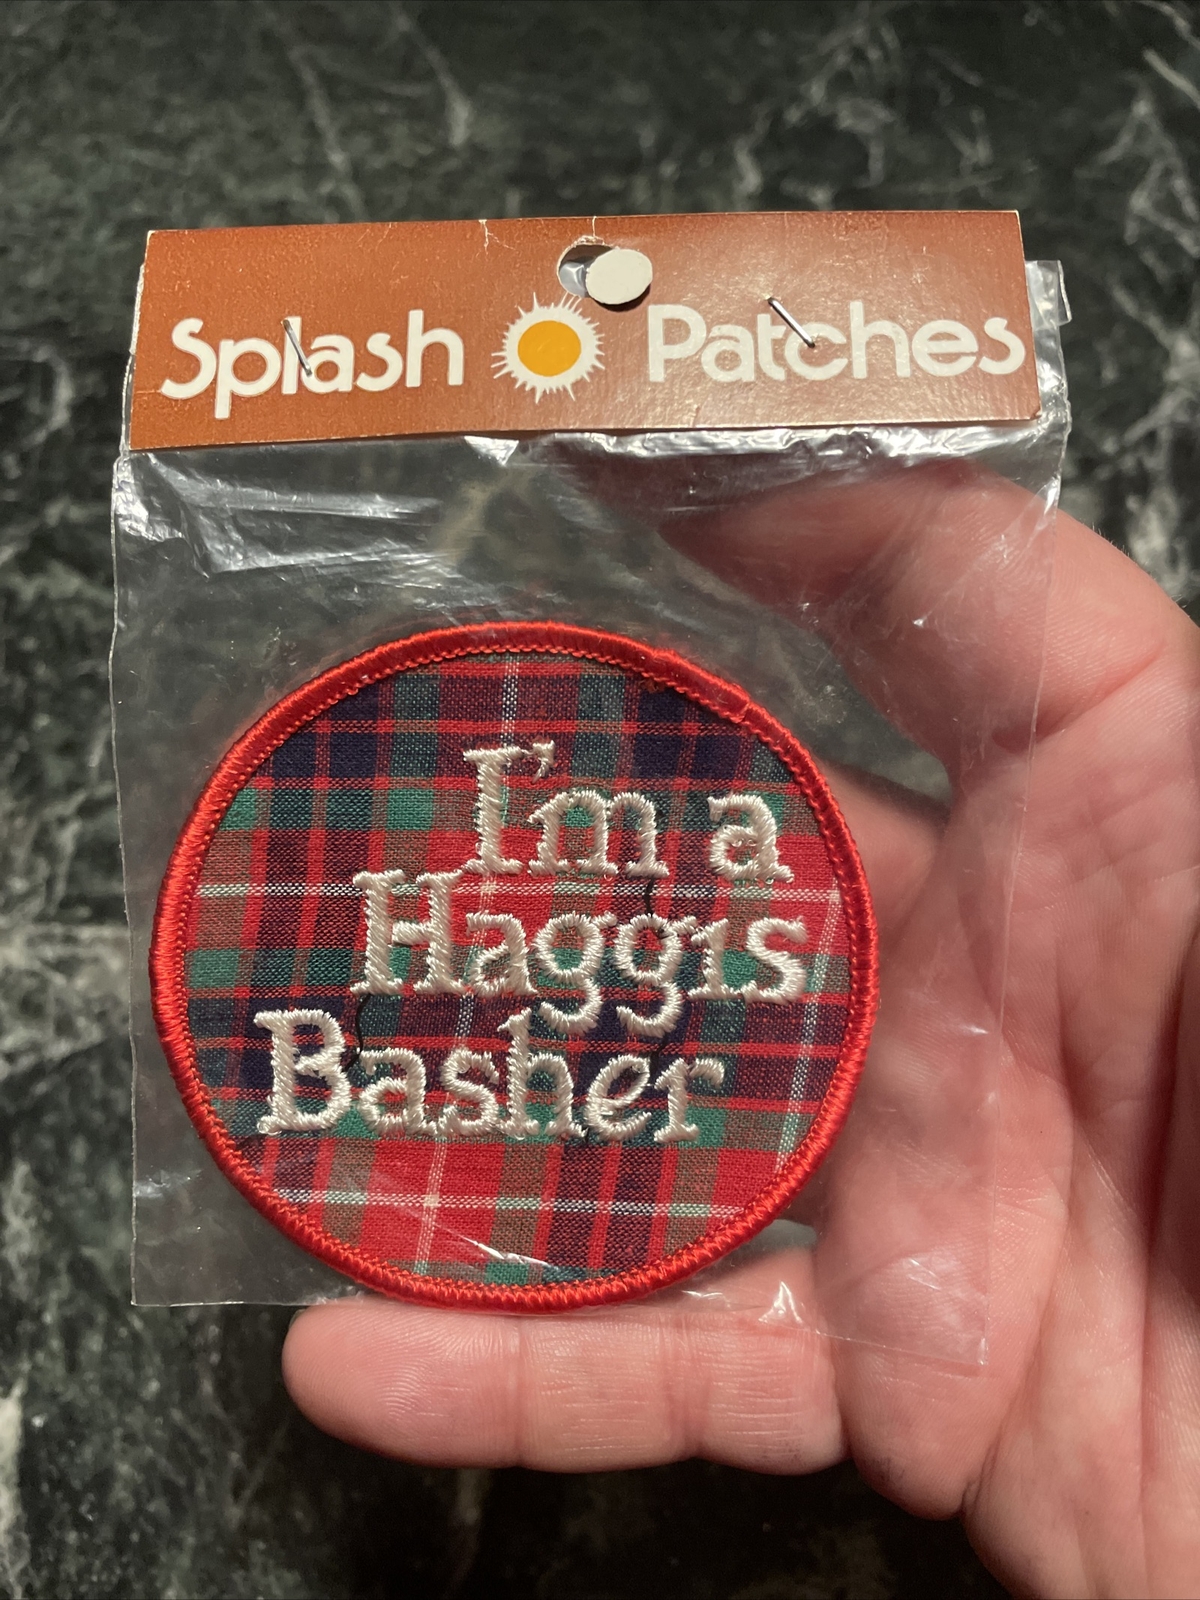 Splash Patches
I'm a
Haggis
Basher